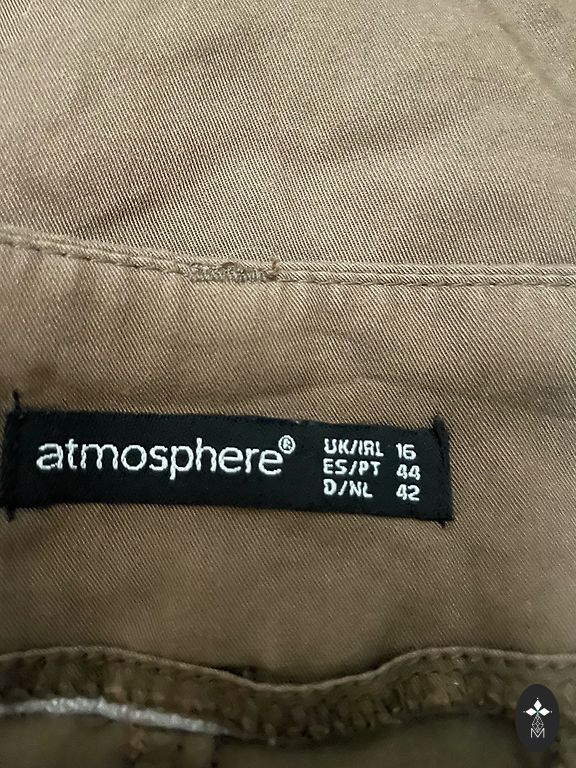 atmosphere®
UK/IRL 16
ES/PT 44
D/NL 42
M